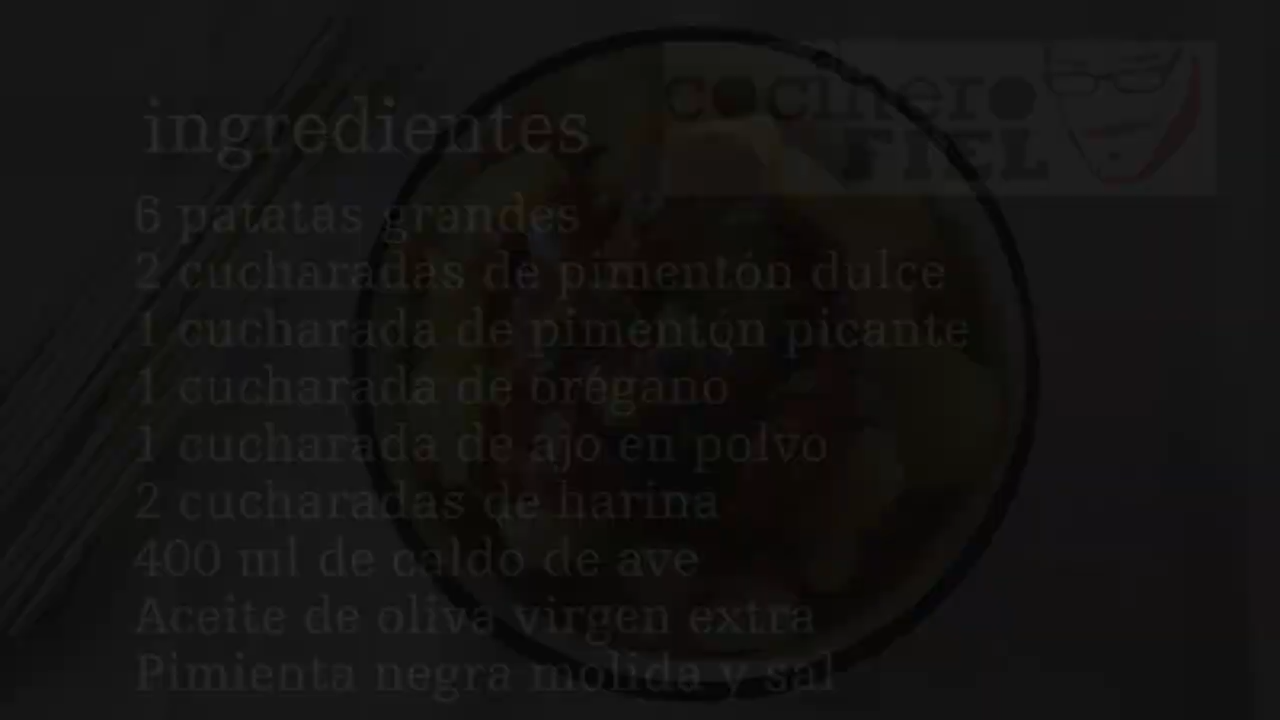 cocinero
FIEL
ingredientes
6 patatas grandes
2 cucharadas de pimentón dulce
1 cucharada de pimentón picante
1 cucharada de orégano
1 cucharada de ajo en polvo
2 cucharadas de harina
400 ml de caldo de ave
Aceite de oliva virgen extra
Pimienta negra molida y sal